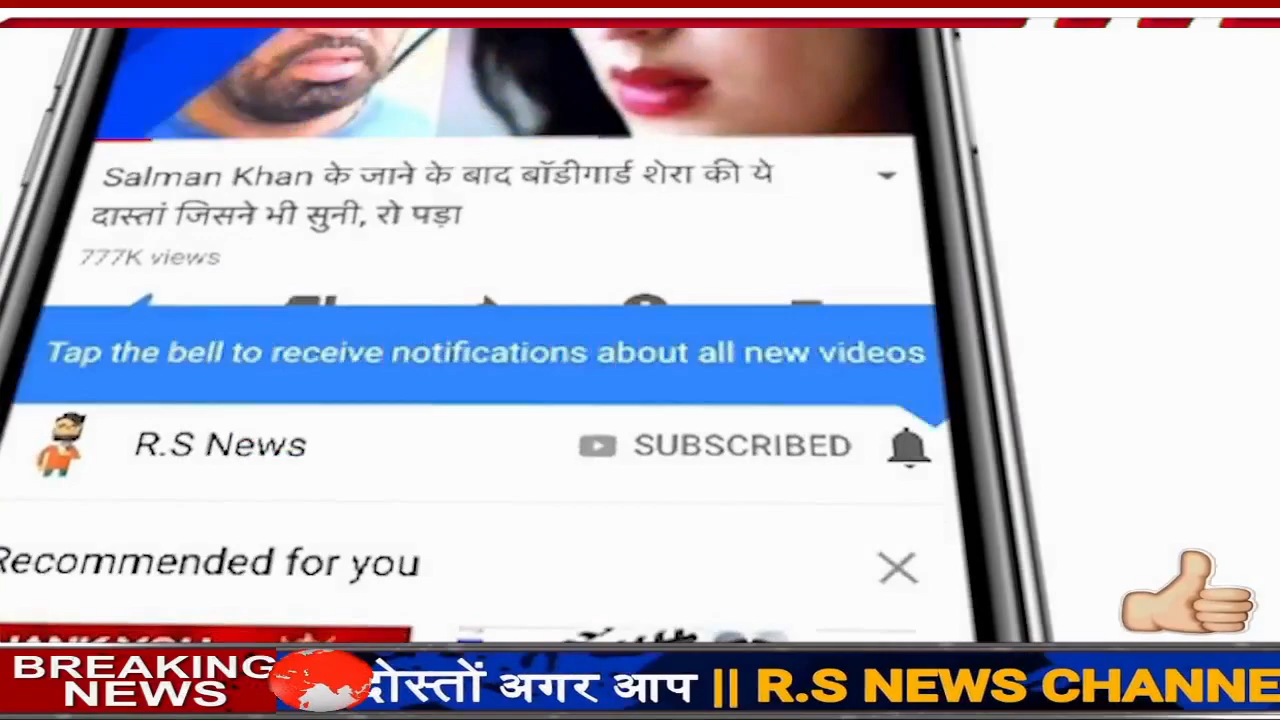 Salman Khan के जाने के बाद बॉडीगार्ड शेरा की ये
दास्तां जिसने भी सुनी, रो पड़ा
777K views
Tap the bell to receive notifications about all new videos
R.S News
SUBSCRIBED
Recommended for you
BREAKING
NEWS
दोस्तों अगर आप || R.S NEWS CHANNE